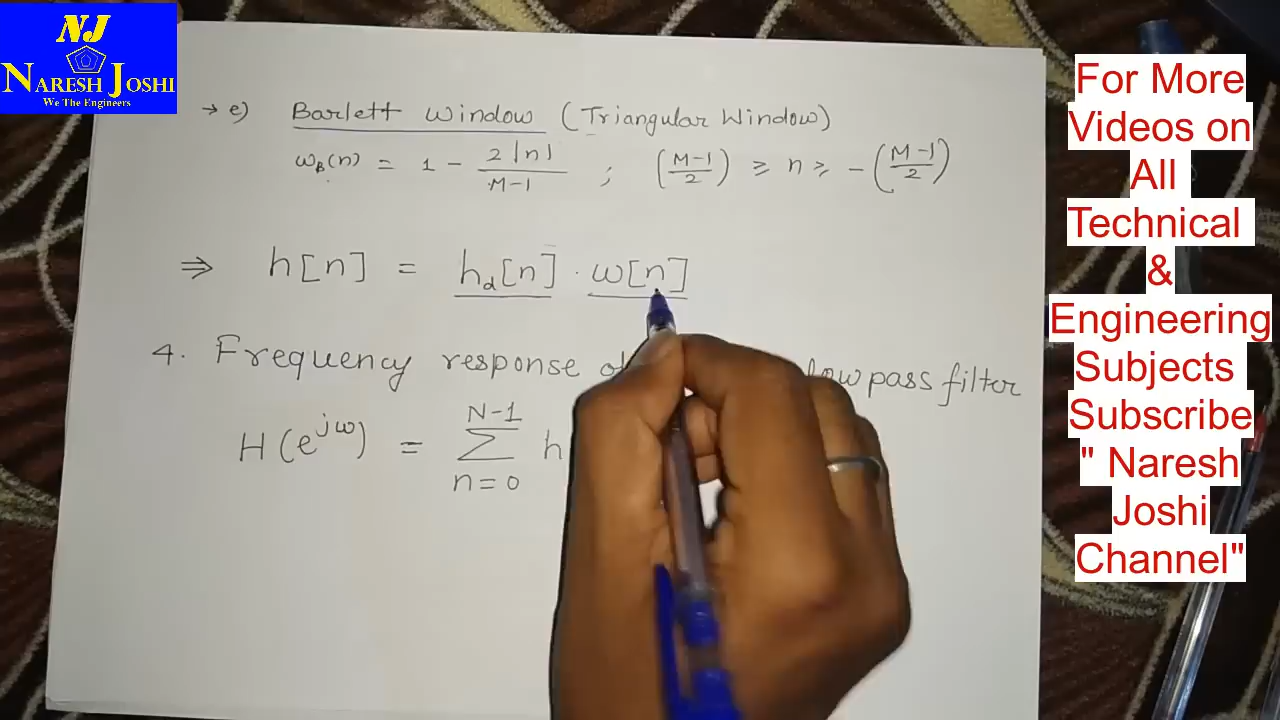 NJ
NARESH JOSHI
We The Engineers
→ e) Barlett Window (Triangular Window)
ω_B(n) = 1 - 2|n| / M-1 ; (M-1 / 2) ≥ n ≥ -(M-1 / 2)
⇒ h[n] = h_d[n] · ω[n]
4. Frequency response of low pass filter
H(e^jω) = Σ N-1 n=0 h
For More
Videos on
All
Technical
&
Engineering
Subjects
Subscribe
" Naresh
Joshi
Channel"